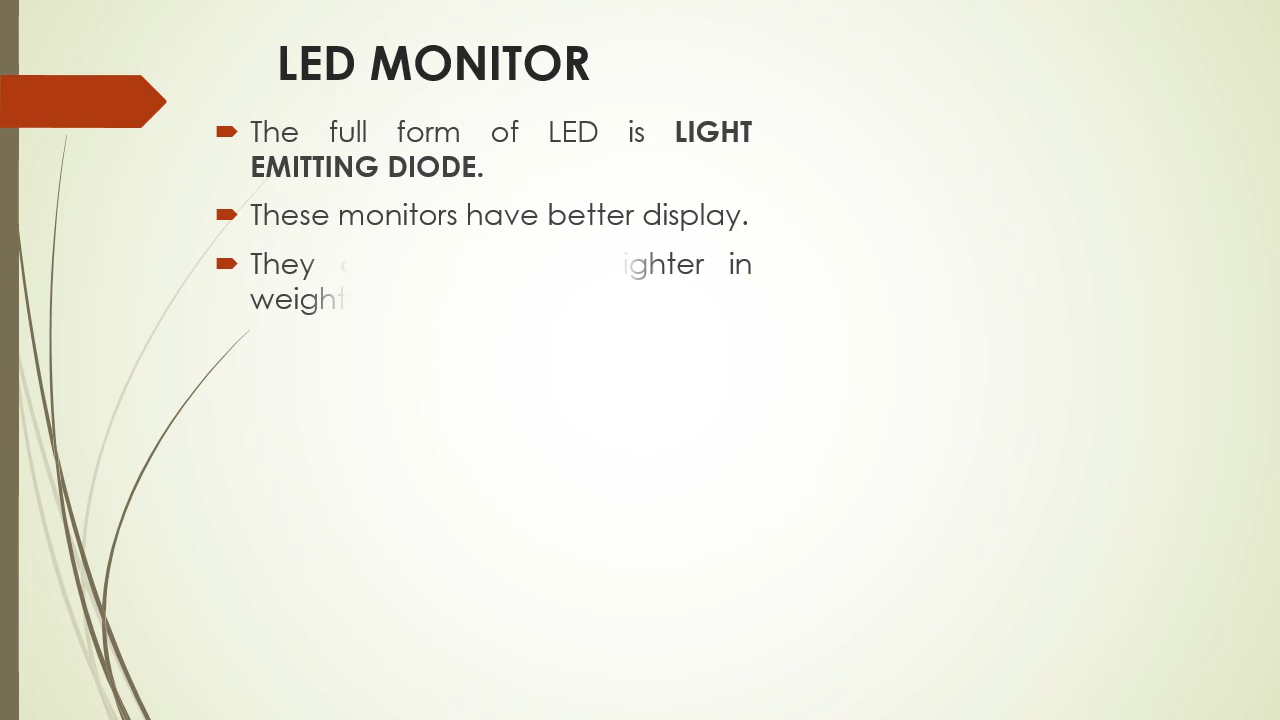 LED MONITOR
The full form of LED is LIGHT
EMITTING DIODE.
These monitors have better display.
They in
weight